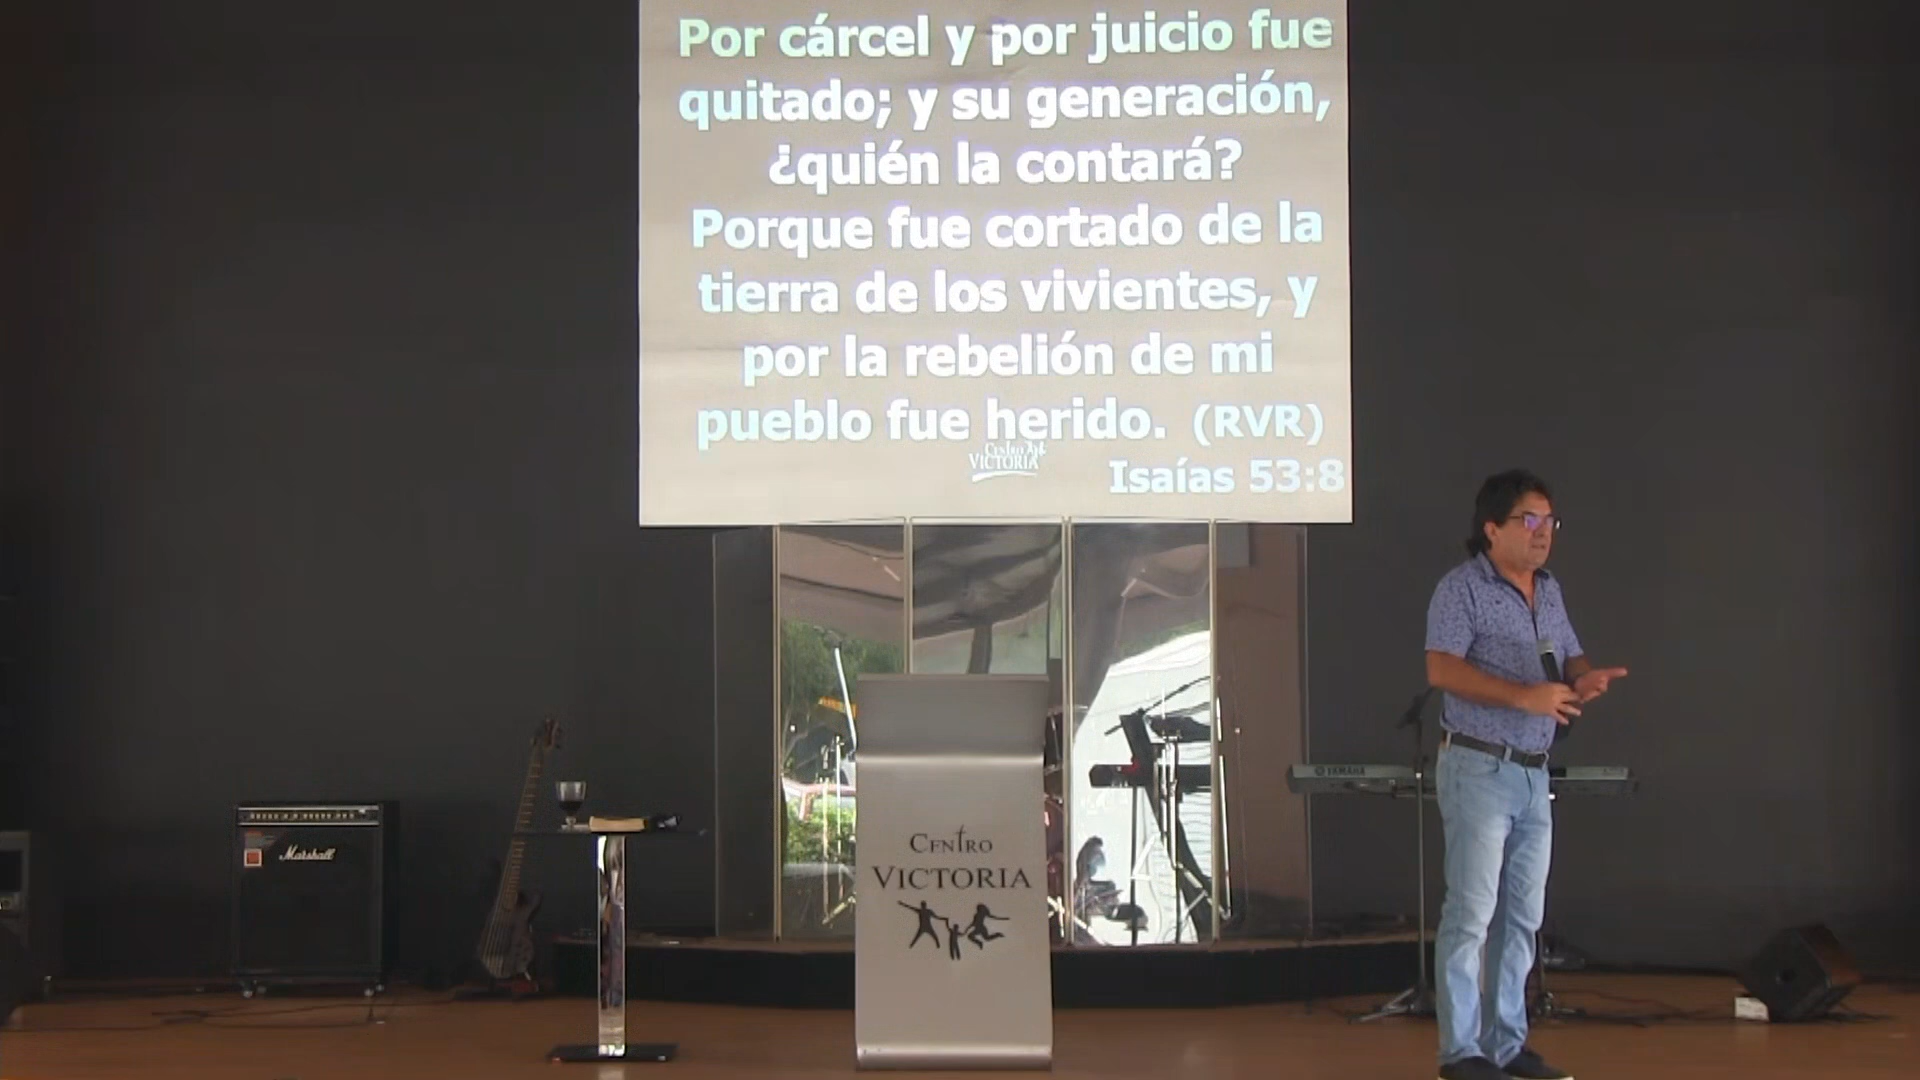 Por cárcel y por juicio fue
quitado; y su generación,
¿quién la contará?
Porque fue cortado de la
tierra de los vivientes, y
por la rebelión de mi
pueblo fue herido. (RVR)
Centro
VICTORIA
Isaías 53:8
YAMAHA
Marshall
CENTRO
VICTORIA